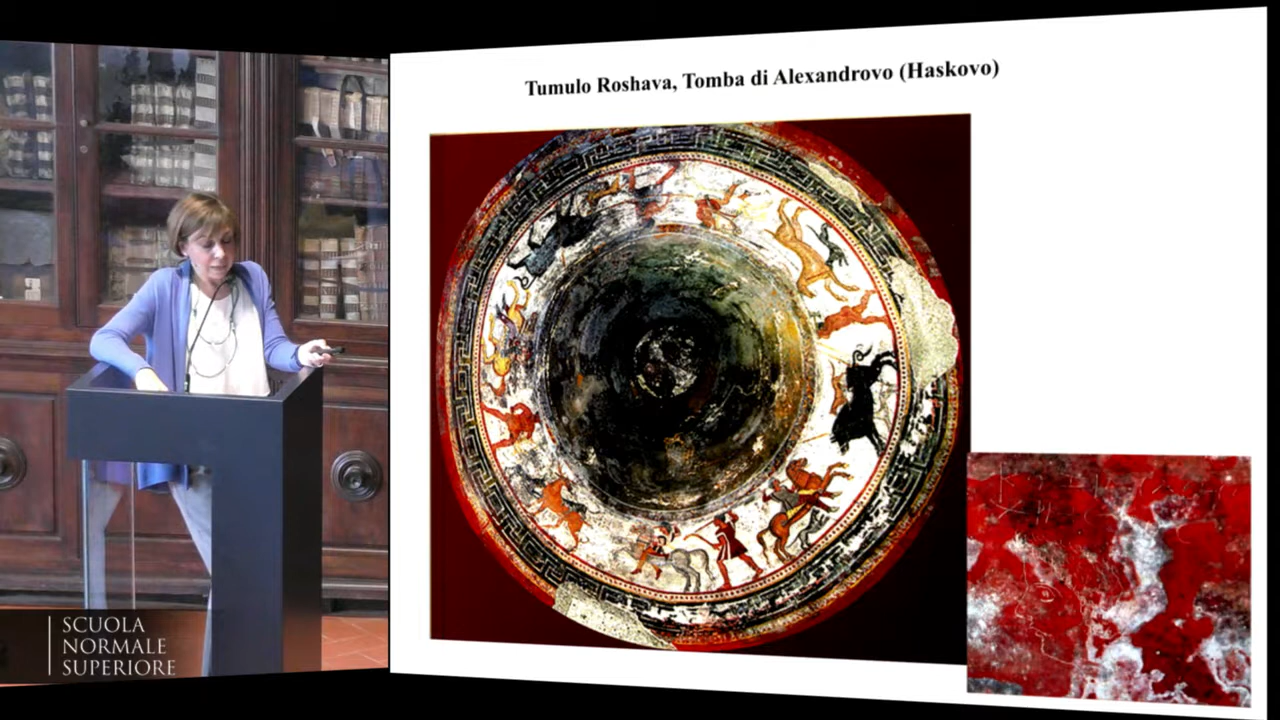 Tumulo Roshava, Tomba di Alexandrovo (Haskovo)
SCUOLA
NORMALE
SUPERIORE